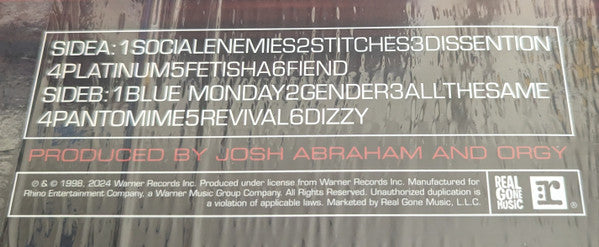 SIDEA:1SOCIALENEMIES2STITCHES3DISSENTION
4PLATINUM5FETISHA6FIEND
SIDEB:1BLUE MONDAY2GENDER3ALLTHESAME
4PANTOMIME5REVIVAL6DIZZY
PRODUCED BY JOSH ABRAHAM AND ORGY
℗ & © 1998, 2024 Warner Records Inc. Produced under license from Warner Records Inc. Manufactured for
Rhino Entertainment Company, a Warner Music Group Company. All Rights Reserved. Unauthorized duplication is
a violation of applicable laws. Marketed by Real Gone Music, L.L.C.
REAL
GONE
MUSIC
r